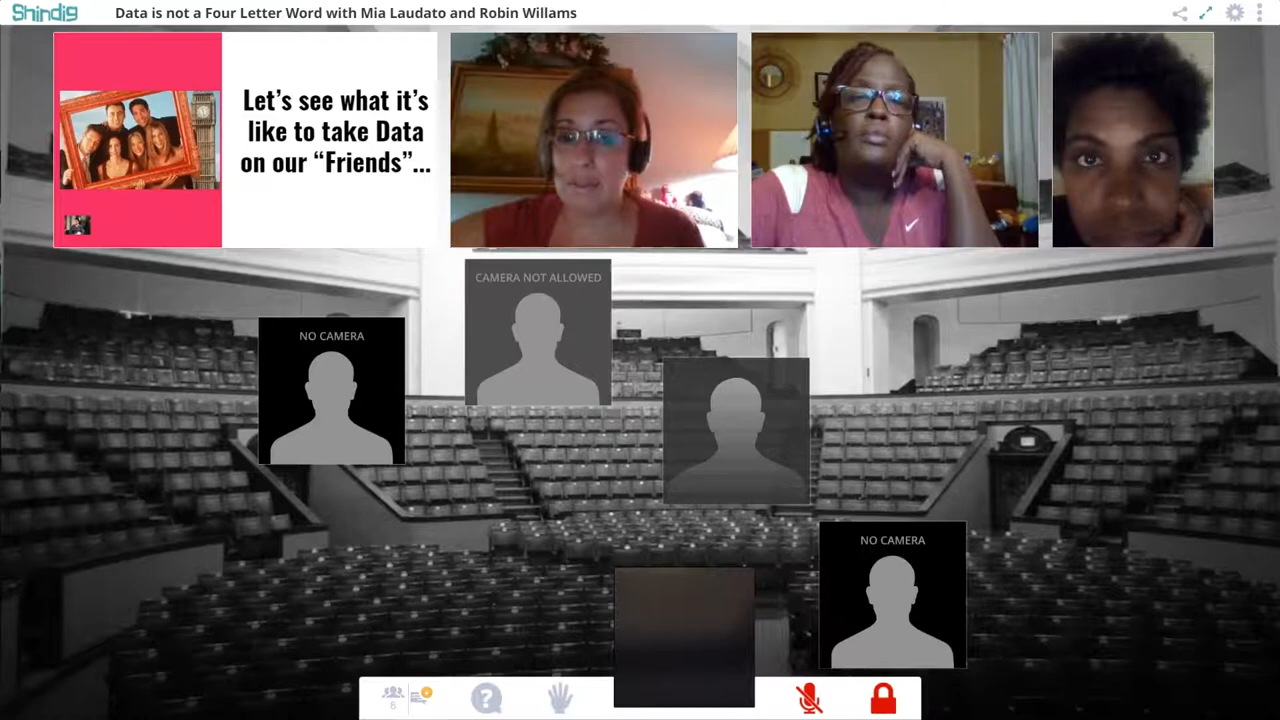 Shindig
Data is not a Four Letter Word with Mia Laudato and Robin Willams
Let's see what it's
like to take Data
on our “Friends”...
CAMERA NOT ALLOWED
NO CAMERA
NO CAMERA
6